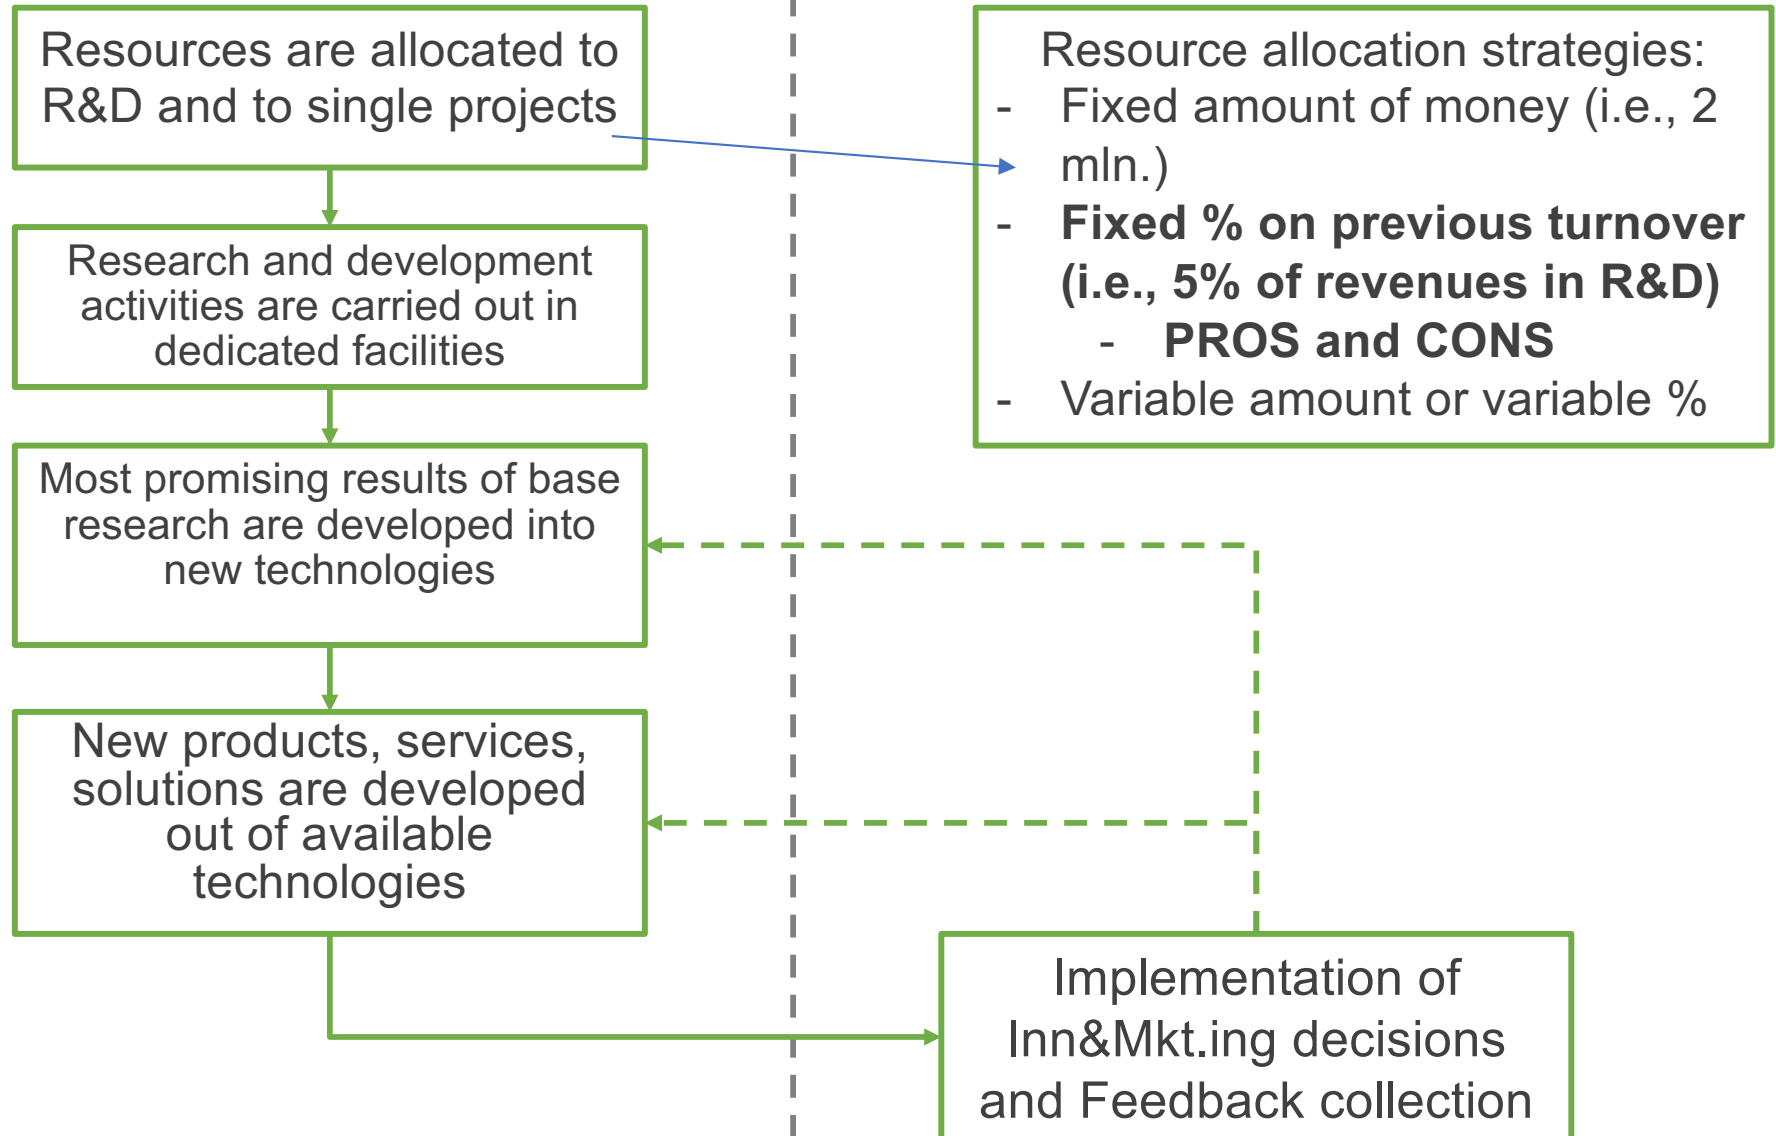 Resources are allocated to
R&D and to single projects
Research and development
activities are carried out in
dedicated facilities
Most promising results of base
research are developed into
new technologies
New products, services,
solutions are developed
out of available
technologies
Resource allocation strategies:
- Fixed amount of money (i.e., 2
mln.)
- Fixed % on previous turnover
(i.e., 5% of revenues in R&D)
- PROS and CONS
- Variable amount or variable %
Implementation of
Inn&Mkt.ing decisions
and Feedback collection